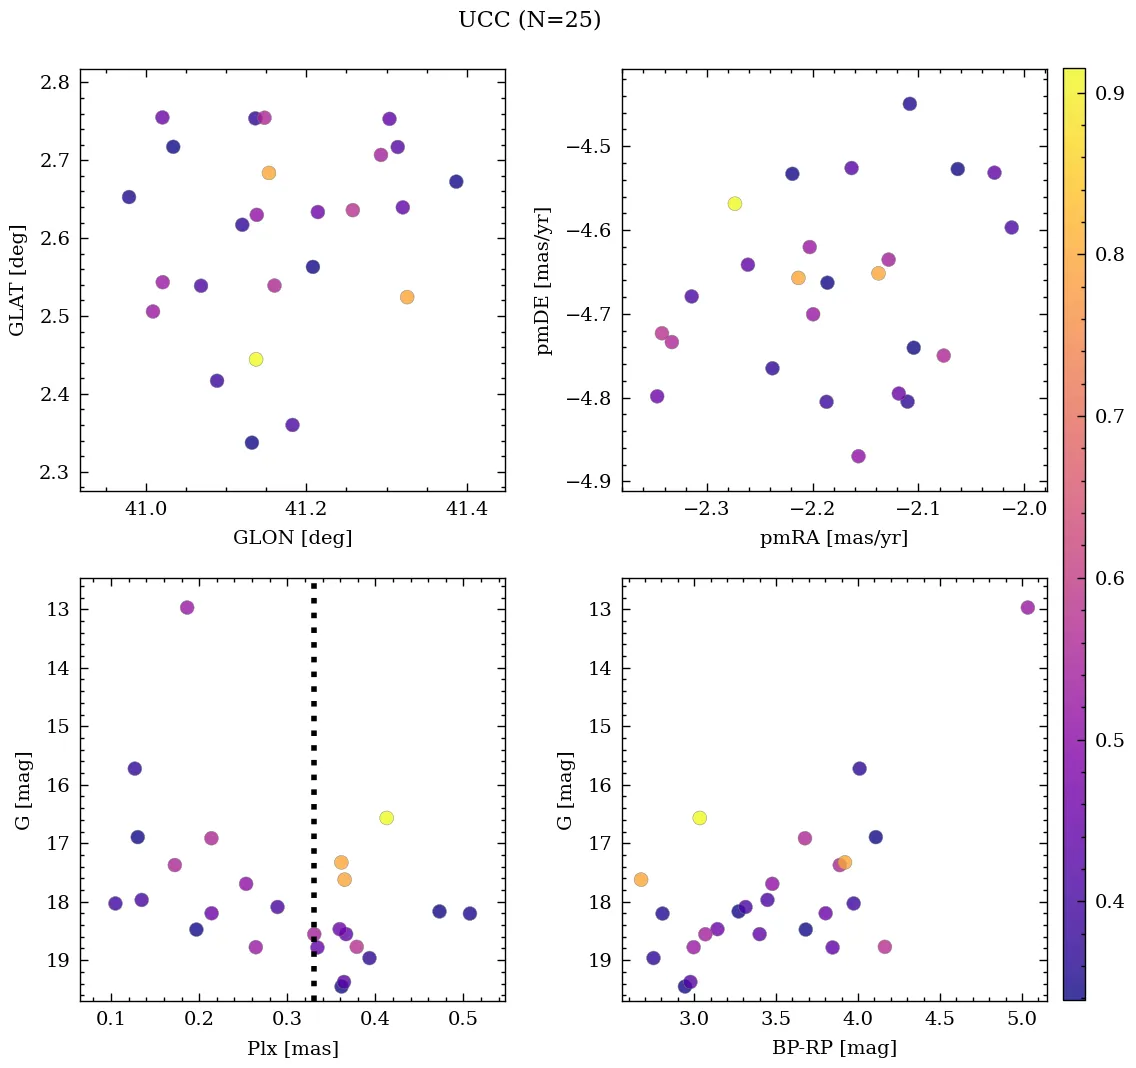 UCC (N=25)
2.8
2.7
2.6
2.5
2.4
2.3
GLAT [deg]
41.0 41.2 41.4
GLON [deg]
−4.5
−4.6
−4.7
−4.8
−4.9
pmDE [mas/yr]
−2.3 −2.2 −2.1 −2.0
pmRA [mas/yr]
13
14
15
16
17
18
19
G [mag]
0.1 0.2 0.3 0.4 0.5
Plx [mas]
13
14
15
16
17
18
19
G [mag]
3.0 3.5 4.0 4.5 5.0
BP-RP [mag]
0.9
0.8
0.7
0.6
0.5
0.4